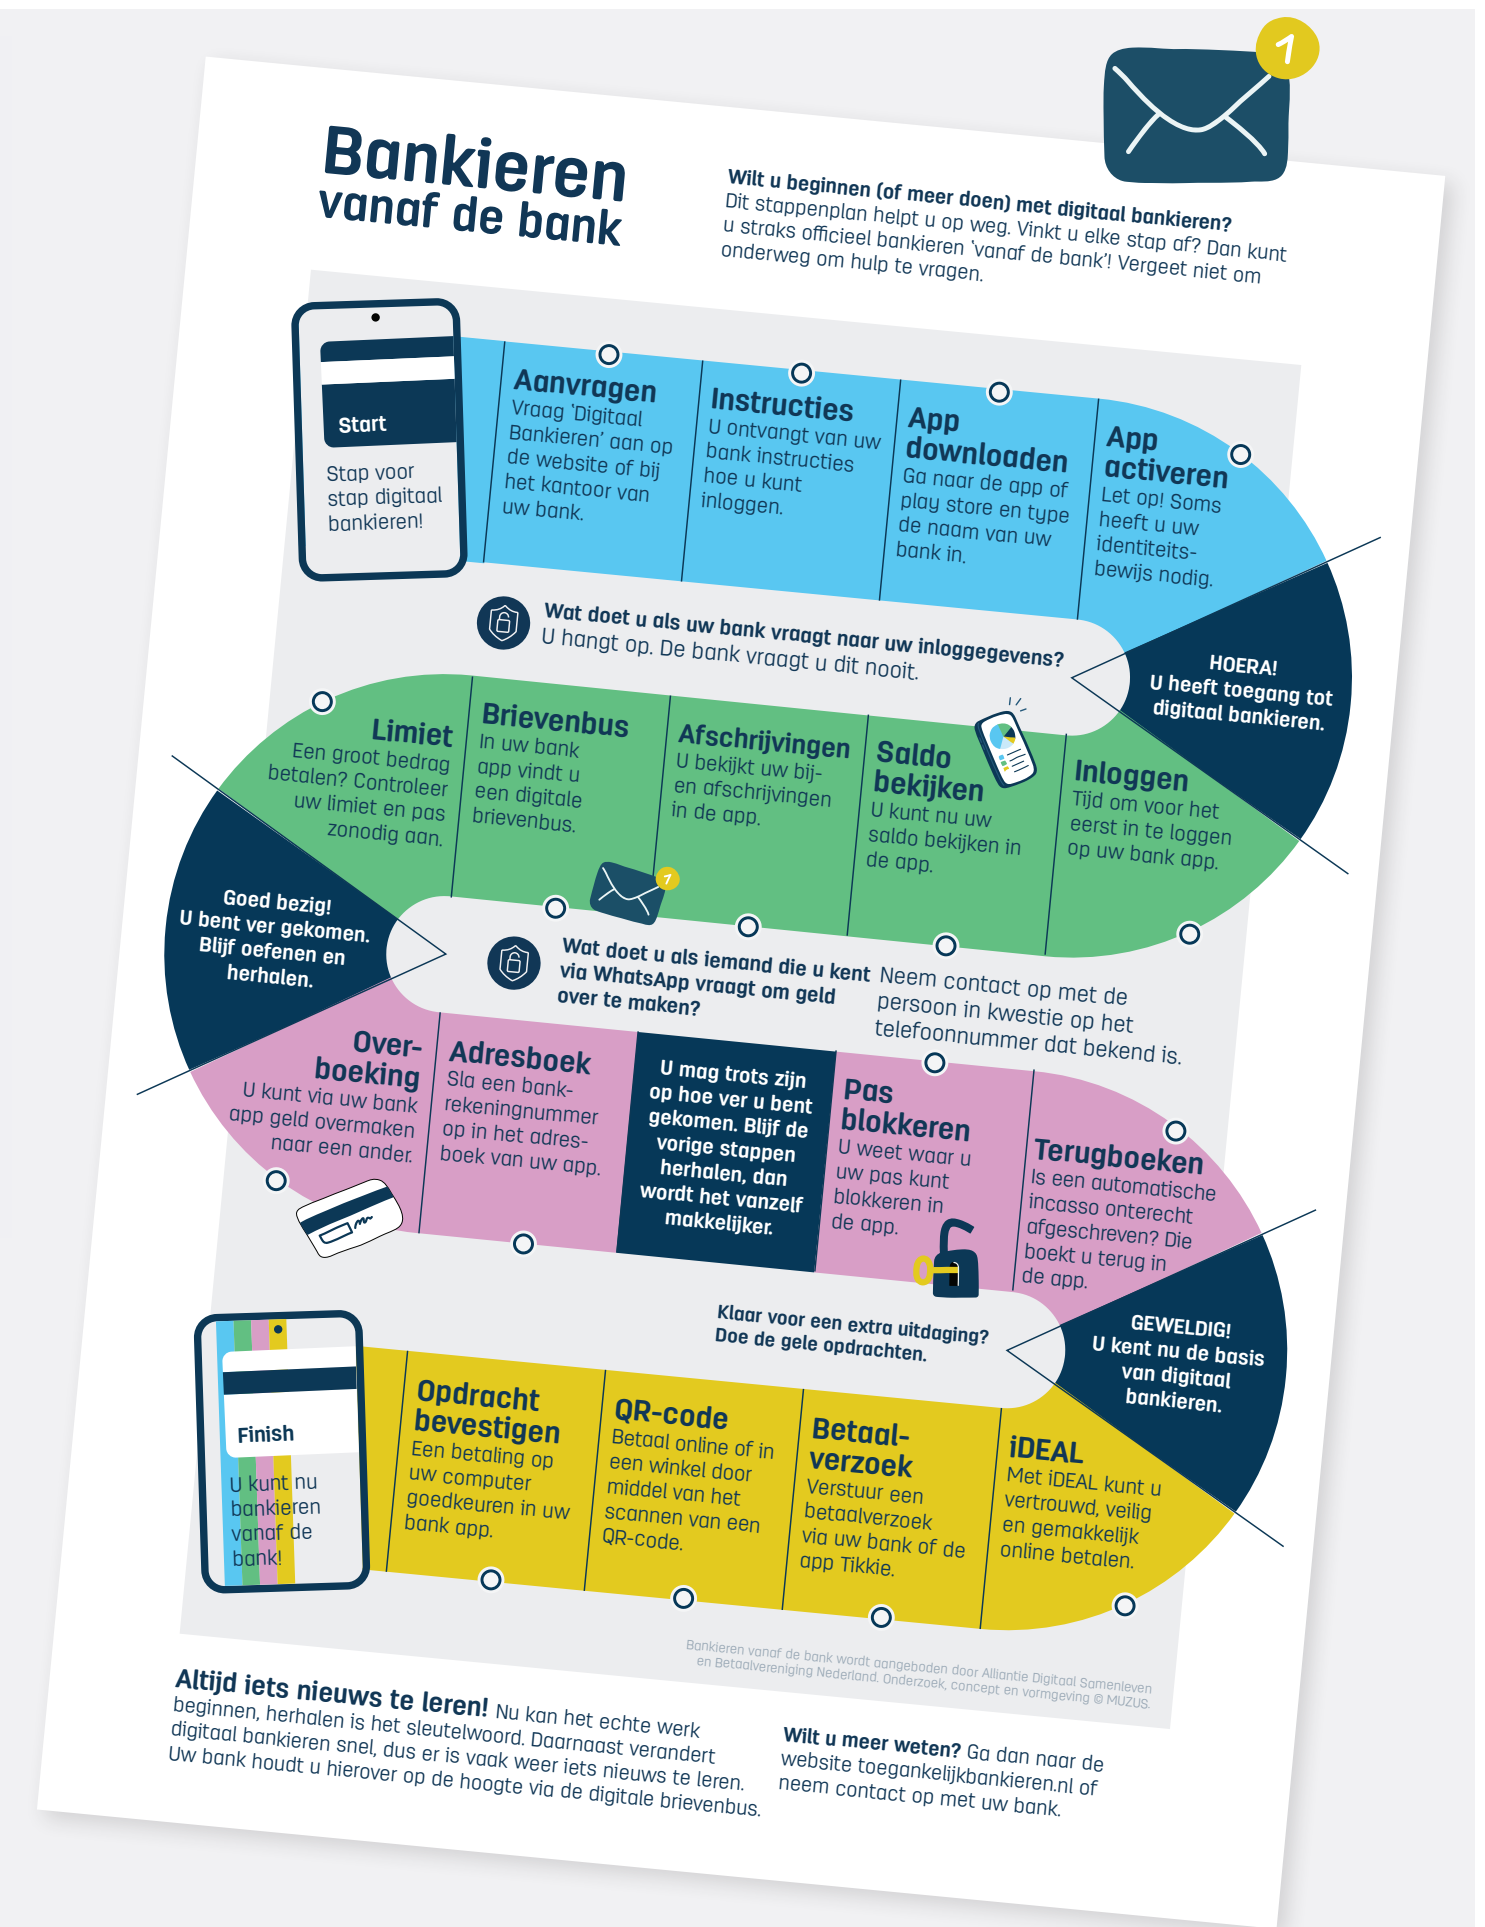 1
Bankieren
vanaf de bank
Wilt u beginnen (of meer doen) met digitaal bankieren?
Dit stappenplan helpt u op weg. Vinkt u elke stap af? Dan kunt
u straks officieel bankieren ‘vanaf de bank’! Vergeet niet om
onderweg om hulp te vragen.
Start
Stap voor
stap digitaal
bankieren!
Aanvragen
Vraag ‘Digitaal
Bankieren’ aan op
de website of bij
het kantoor van
uw bank.
Instructies
U ontvangt van uw
bank instructies
hoe u kunt
inloggen.
App
downloaden
Ga naar de app of
play store en type
de naam van uw
bank in.
App
activeren
Let op! Soms
heeft u uw
identiteits-
bewijs nodig.
HOERA!
U heeft toegang tot
digitaal bankieren.
Wat doet u als uw bank vraagt naar uw inloggegevens?
U hangt op. De bank vraagt u dit nooit.
Limiet
Een groot bedrag
betalen? Controleer
uw limiet en pas
zonodig aan.
Brievenbus
In uw bank
app vindt u
een digitale
brievenbus.
Afschrijvingen
U bekijkt uw bij-
en afschrijvingen
in de app.
Saldo
bekijken
U kunt nu uw
saldo bekijken in
de app.
Inloggen
Tijd om voor het
eerst in te loggen
op uw bank app.
1
Goed bezig!
U bent ver gekomen.
Blijf oefenen en
herhalen.
Wat doet u als iemand die u kent
via WhatsApp vraagt om geld
over te maken?
Neem contact op met de
persoon in kwestie op het
telefoonnummer dat bekend is.
Over-
boeking
U kunt via uw bank
app geld overmaken
naar een ander.
Adresboek
Sla een bank-
rekeningnummer
op in het adres-
boek van uw app.
U mag trots zijn
op hoe ver u bent
gekomen. Blijf de
vorige stappen
herhalen, dan
wordt het vanzelf
makkelijker.
Pas
blokkeren
U weet waar u
uw pas kunt
blokkeren in
de app.
Terugboeken
Is een automatische
incasso onterecht
afgeschreven? Die
boekt u terug in
de app.
GEWELDIG!
U kent nu de basis
van digitaal
bankieren.
Klaar voor een extra uitdaging?
Doe de gele opdrachten.
Finish
U kunt nu
bankieren
vanaf de
bank!
Opdracht
bevestigen
Een betaling op
uw computer
goedkeuren in uw
bank app.
QR-code
Betaal online of in
een winkel door
middel van het
scannen van een
QR-code.
Betaal-
verzoek
Verstuur een
betaalverzoek
via uw bank of de
app Tikkie.
iDEAL
Met iDEAL kunt u
vertrouwd, veilig
en gemakkelijk
online betalen.
Bankieren vanaf de bank wordt aangeboden door Alliantie Digitaal Samenleven
en Betaalvereniging Nederland. Onderzoek, concept en vormgeving © MUZUS.
Altijd iets nieuws te leren! Nu kan het echte werk
beginnen, herhalen is het sleutelwoord. Daarnaast verandert
digitaal bankieren snel, dus er is vaak weer iets nieuws te leren.
Uw bank houdt u hierover op de hoogte via de digitale brievenbus.
Wilt u meer weten? Ga dan naar de
website toegankelijkbankieren.nl of
neem contact op met uw bank.